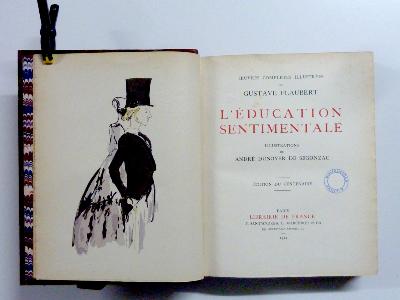 ŒUVRES COMPLÈTES ILLUSTRÉES
DE
GUSTAVE FLAUBERT
L'ÉDUCATION
SENTIMENTALE
ILLUSTRATIONS
DE
ANDRÉ DUNOYER DE SEGONZAC
ÉDITION DU CENTENAIRE
PARIS
LIBRAIRIE DE FRANCE